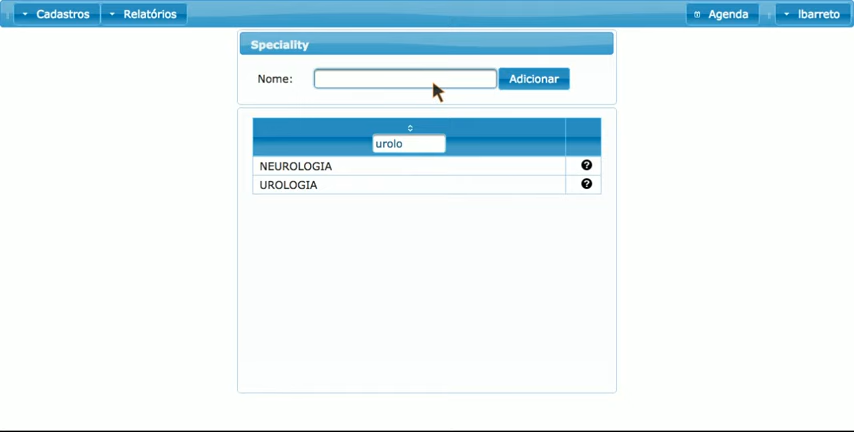 Cadastros Relatórios Agenda lbarreto
Speciality
Nome: Adicionar
urolo
NEUROLOGIA
UROLOGIA